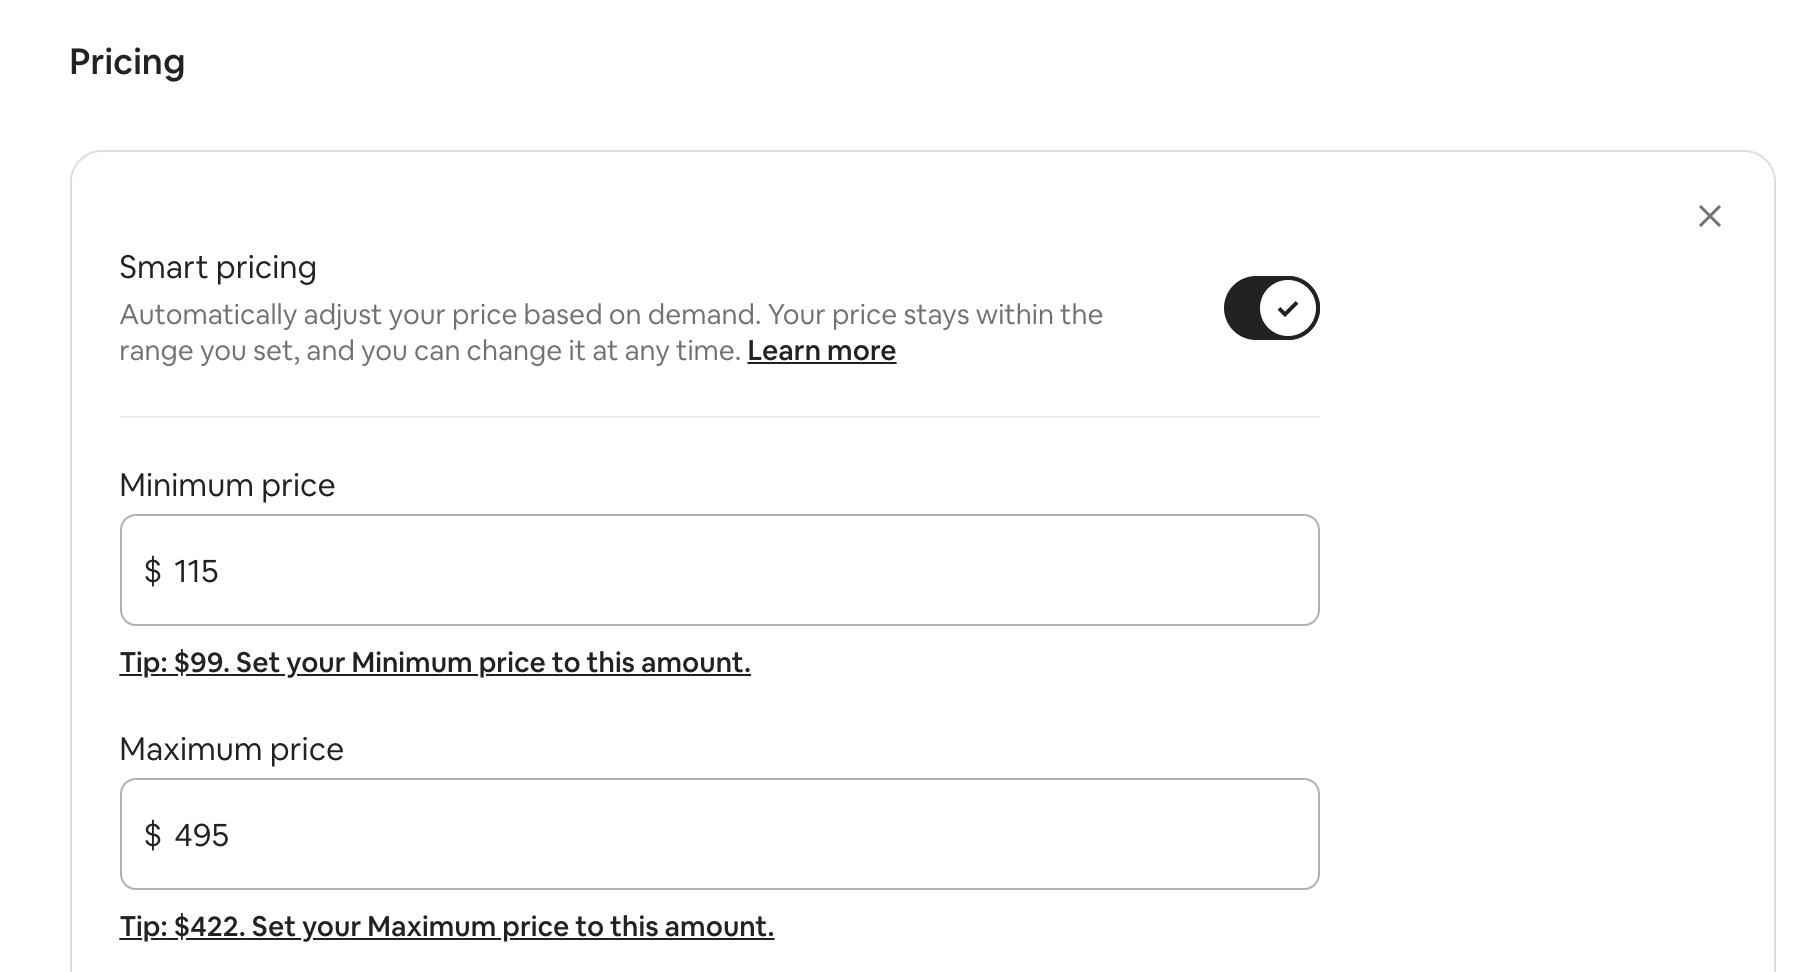 Pricing
Smart pricing
Automatically adjust your price based on demand. Your price stays within the
range you set, and you can change it at any time. Learn more
Minimum price
$ 115
Tip: $99. Set your Minimum price to this amount.
Maximum price
$ 495
Tip: $422. Set your Maximum price to this amount.